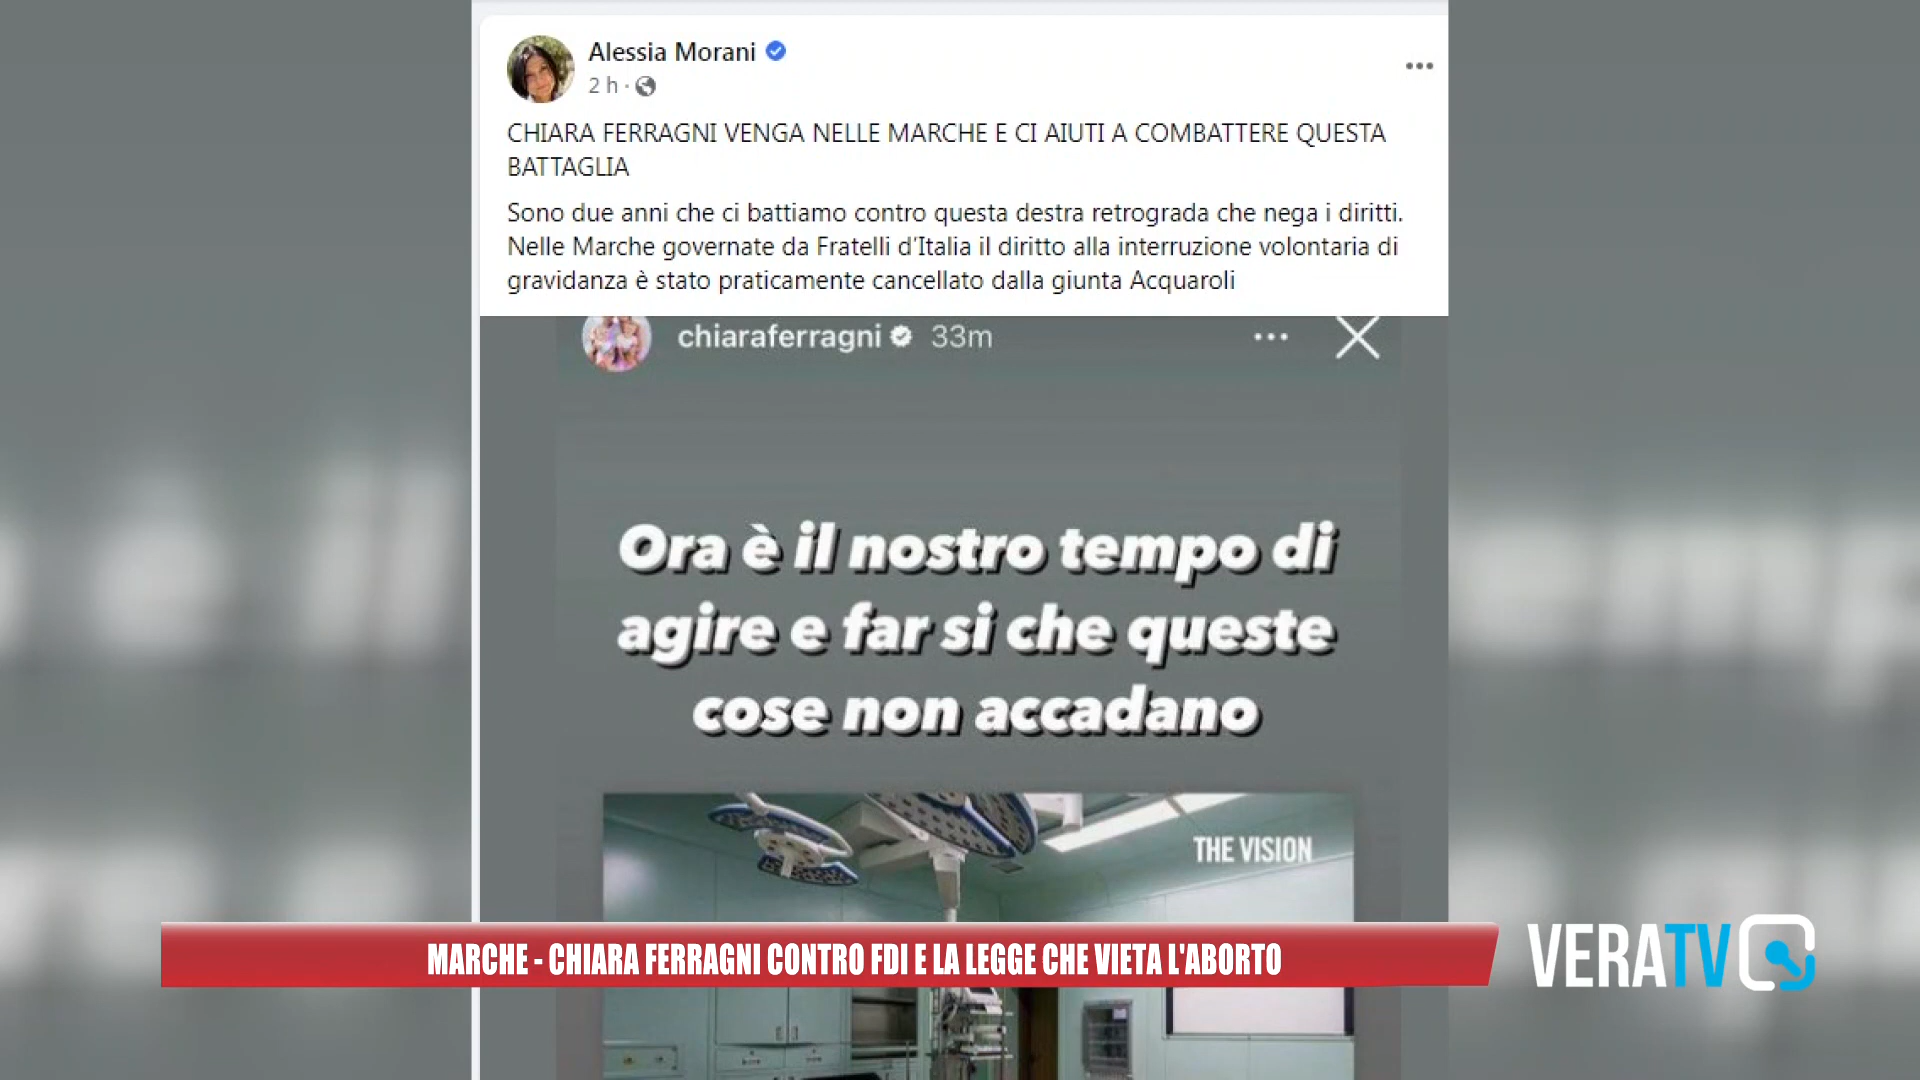 Alessia Morani
2 h ·
CHIARA FERRAGNI VENGA NELLE MARCHE E CI AIUTI A COMBATTERE QUESTA
BATTAGLIA
Sono due anni che ci battiamo contro questa destra retrograda che nega i diritti.
Nelle Marche governate da Fratelli d'Italia il diritto alla interruzione volontaria di
gravidanza è stato praticamente cancellato dalla giunta Acquaroli
chiaraferragni 33m
Ora è il nostro tempo di
agire e far si che queste
cose non accadano
THE VISION
MARCHE - CHIARA FERRAGNI CONTRO FDI E LA LEGGE CHE VIETA L'ABORTO
VERATV